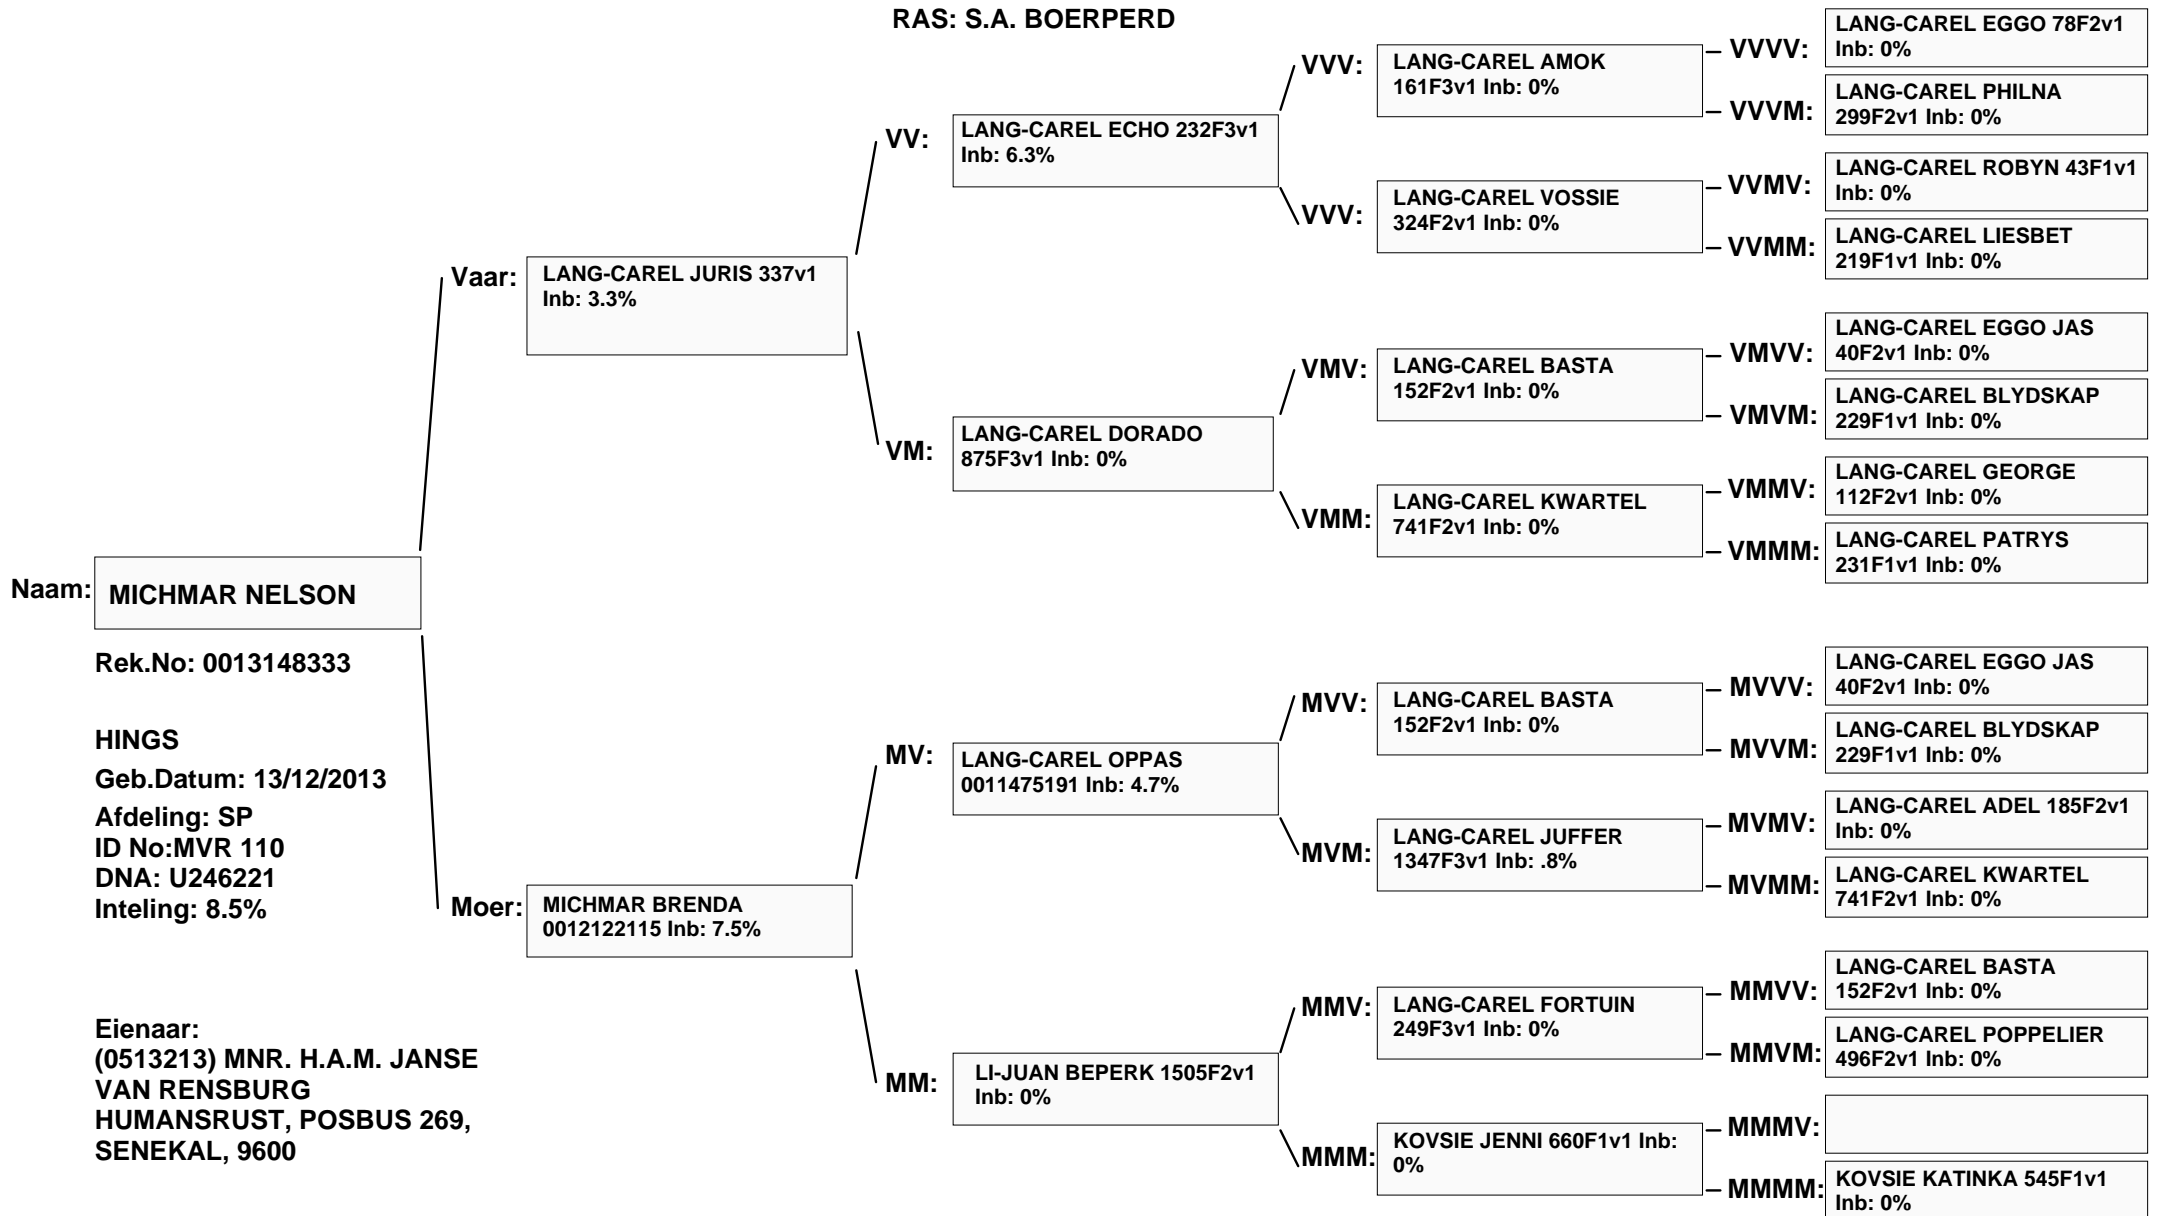 RAS: S.A. BOERPERD
Naam:
MICHMAR NELSON
Rek.No: 0013148333
HINGS
Geb.Datum: 13/12/2013
Afdeling: SP
ID No:MVR 110
DNA: U246221
Inteling: 8.5%
Eienaar:
(0513213) MNR. H.A.M. JANSE
VAN RENSBURG
HUMANSRUST, POSBUS 269,
SENEKAL, 9600
Vaar:
LANG-CAREL JURIS 337v1
Inb: 3.3%
Moer:
MICHMAR BRENDA
0012122115 Inb: 7.5%
VV:
LANG-CAREL ECHO 232F3v1
Inb: 6.3%
VM:
LANG-CAREL DORADO
875F3v1 Inb: 0%
MV:
LANG-CAREL OPPAS
0011475191 Inb: 4.7%
MM:
LI-JUAN BEPERK 1505F2v1
Inb: 0%
VVV:
LANG-CAREL AMOK
161F3v1 Inb: 0%
VVV:
LANG-CAREL VOSSIE
324F2v1 Inb: 0%
VMV:
LANG-CAREL BASTA
152F2v1 Inb: 0%
VMM:
LANG-CAREL KWARTEL
741F2v1 Inb: 0%
MVV:
LANG-CAREL BASTA
152F2v1 Inb: 0%
MVM:
LANG-CAREL JUFFER
1347F3v1 Inb: .8%
MMV:
LANG-CAREL FORTUIN
249F3v1 Inb: 0%
MMM:
KOVSIE JENNI 660F1v1 Inb:
0%
VVVV:
LANG-CAREL EGGO 78F2v1
Inb: 0%
VVVM:
LANG-CAREL PHILNA
299F2v1 Inb: 0%
VVMV:
LANG-CAREL ROBYN 43F1v1
Inb: 0%
VVMM:
LANG-CAREL LIESBET
219F1v1 Inb: 0%
VMVV:
LANG-CAREL EGGO JAS
40F2v1 Inb: 0%
VMVM:
LANG-CAREL BLYDSKAP
229F1v1 Inb: 0%
VMMV:
LANG-CAREL GEORGE
112F2v1 Inb: 0%
VMMM:
LANG-CAREL PATRYS
231F1v1 Inb: 0%
MVVV:
LANG-CAREL EGGO JAS
40F2v1 Inb: 0%
MVVM:
LANG-CAREL BLYDSKAP
229F1v1 Inb: 0%
MVMV:
LANG-CAREL ADEL 185F2v1
Inb: 0%
MVMM:
LANG-CAREL KWARTEL
741F2v1 Inb: 0%
MMVV:
LANG-CAREL BASTA
152F2v1 Inb: 0%
MMVM:
LANG-CAREL POPPELIER
496F2v1 Inb: 0%
MMMV:
MMMM:
KOVSIE KATINKA 545F1v1
Inb: 0%